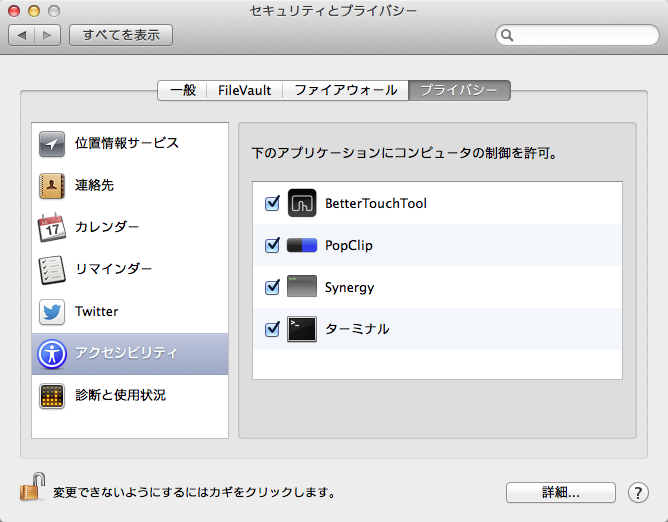 セキュリティとプライバシー
すべてを表示
一般 FileVault ファイアウォール プライバシー
位置情報サービス
連絡先
17
カレンダー
リマインダー
Twitter
アクセシビリティ
診断と使用状況
下のアプリケーションにコンピュータの制御を許可。
BetterTouchTool
PopClip
Synergy
ターミナル
変更できないようにするにはカギをクリックします。
詳細...
?